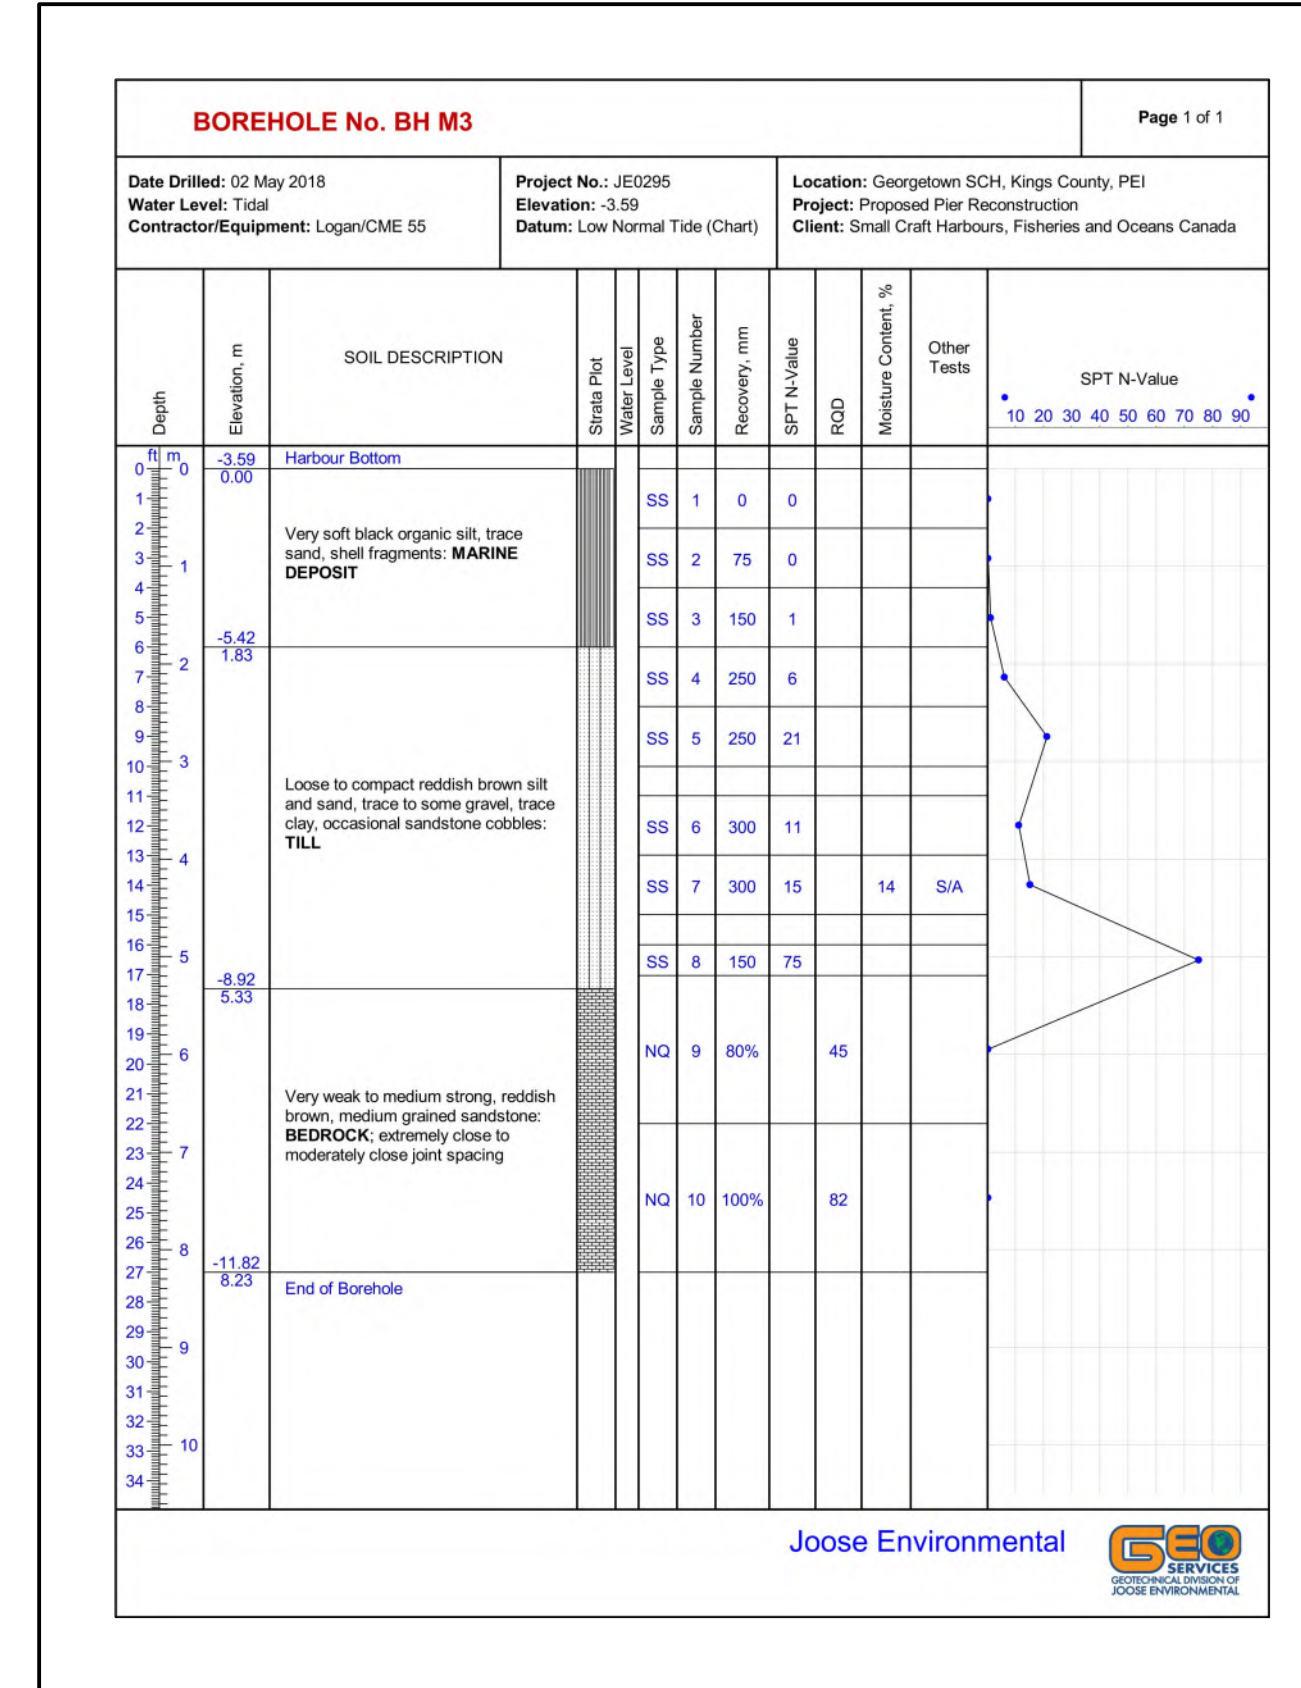 BOREHOLE No. BH M3
Page 1 of 1
Date Drilled: 02 May 2018
Water Level: Tidal
Contractor/Equipment: Logan/CME 55
Project No.: JE0295
Elevation: -3.59
Datum: Low Normal Tide (Chart)
Location: Georgetown SCH, Kings County, PEI
Project: Proposed Pier Reconstruction
Client: Small Craft Harbours, Fisheries and Oceans Canada
Depth
Elevation, m
SOIL DESCRIPTION
Strata Plot
Water Level
Sample Type
Sample Number
Recovery, mm
SPT N-Value
RQD
Moisture Content, %
Other
Tests
SPT N-Value
10 20 30 40 50 60 70 80 90
ft m
0 0
1
2
3 1
4
5
6
7 2
8
9
10 3
11
12
13 4
14
15
16
17 5
18
19
20 6
21
22
23 7
24
25
26 8
27
28
29
30 9
31
32
33 10
34
-3.59 Harbour Bottom
0.00
Very soft black organic silt, trace
sand, shell fragments: MARINE
DEPOSIT
-5.42
1.83
Loose to compact reddish brown silt
and sand, trace to some gravel, trace
clay, occasional sandstone cobbles:
TILL
-8.92
5.33
Very weak to medium strong, reddish
brown, medium grained sandstone:
BEDROCK; extremely close to
moderately close joint spacing
-11.82
8.23
End of Borehole
SS 1 0 0
SS 2 75 0
SS 3 150 1
SS 4 250 6
SS 5 250 21
SS 6 300 11
SS 7 300 15 14 S/A
SS 8 150 75
NQ 9 80% 45
NQ 10 100% 82
Joose Environmental
GEO
SERVICES
GEOTECHNICAL DIVISION OF
JOOSE ENVIRONMENTAL